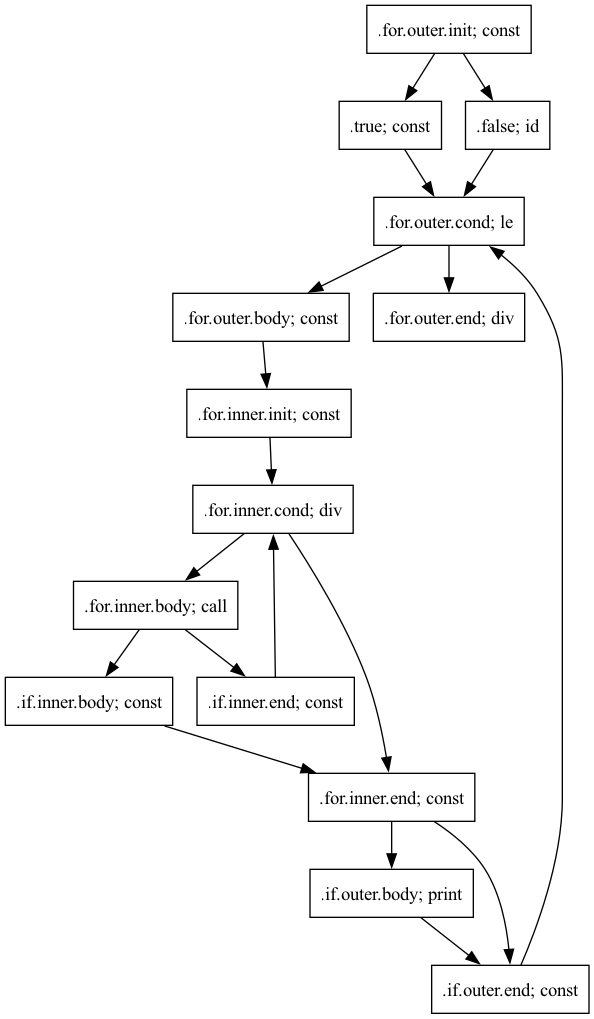 .for.outer.init; const
.true; const
.false; id
.for.outer.cond; le
.for.outer.body; const
.for.outer.end; div
.for.inner.init; const
.for.inner.cond; div
.for.inner.body; call
.if.inner.body; const
.if.inner.end; const
.for.inner.end; const
.if.outer.body; print
.if.outer.end; const